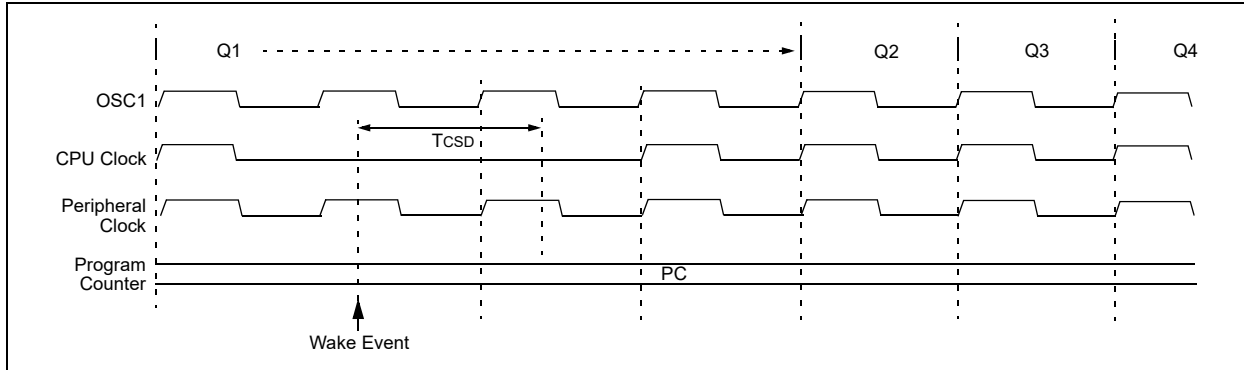 Q1
Q2
Q3
Q4
OSC1
TCSD
CPU Clock
Peripheral
Clock
Program
Counter
PC
Wake Event